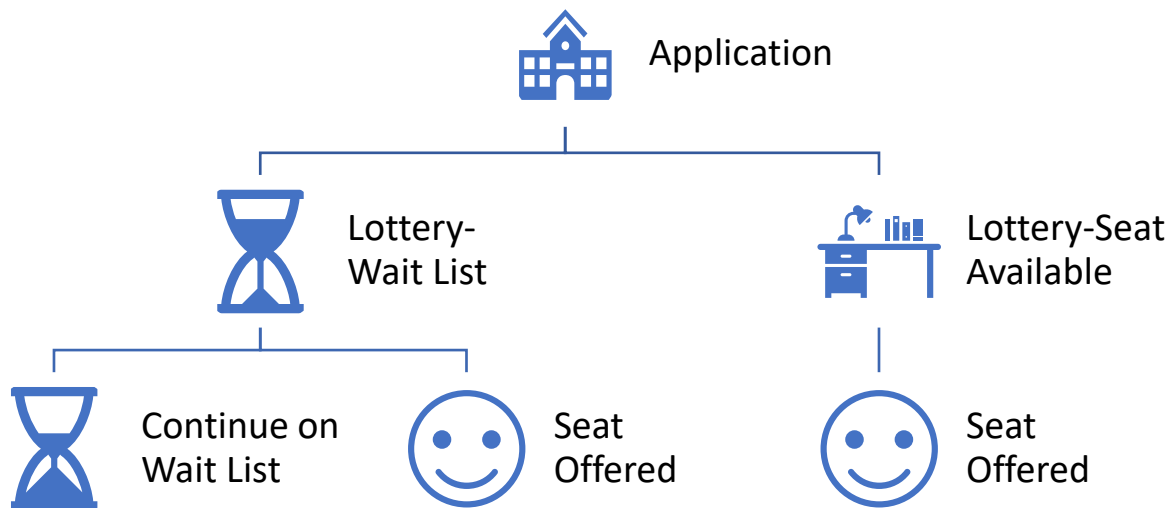 Application
Lottery-
Wait List
Lottery-Seat
Available
Continue on
Wait List
Seat
Offered
Seat
Offered